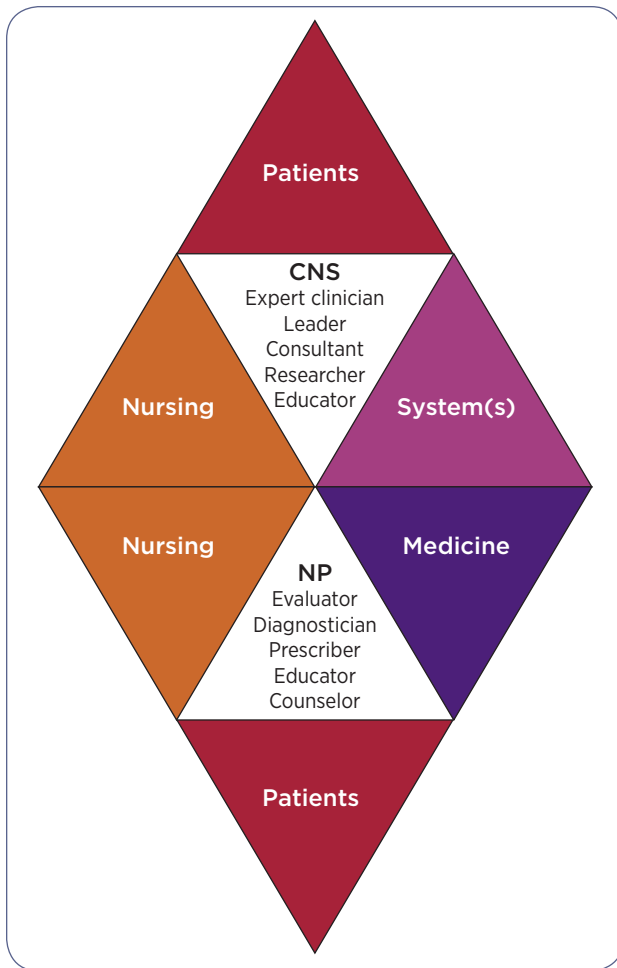 Patients
CNS
Expert clinician
Leader
Consultant
Researcher
Educator
Nursing
System(s)
Nursing
Medicine
NP
Evaluator
Diagnostician
Prescriber
Educator
Counselor
Patients